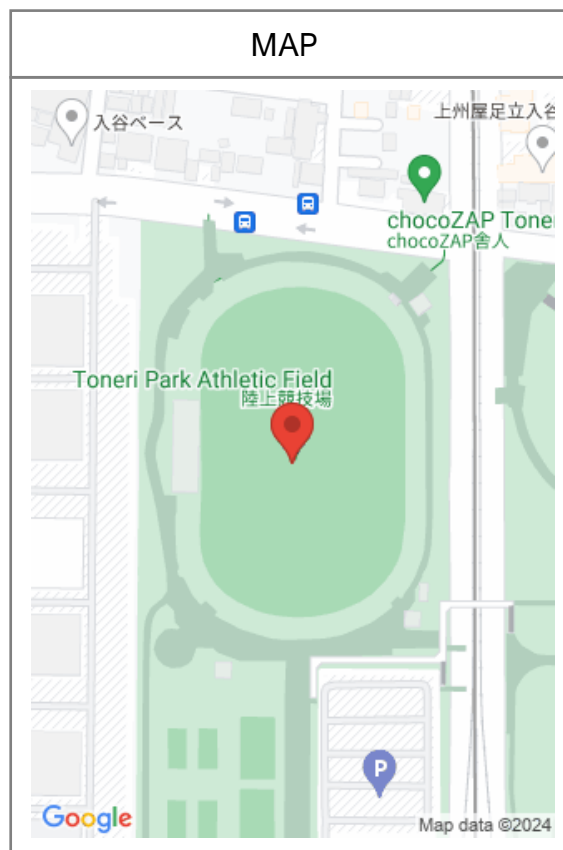 MAP
入谷ベース
上州屋足立入谷
chocoZAP Toner
chocoZAP舎人
Toneri Park Athletic Field
陸上競技場
P
Google
Map data ©2024